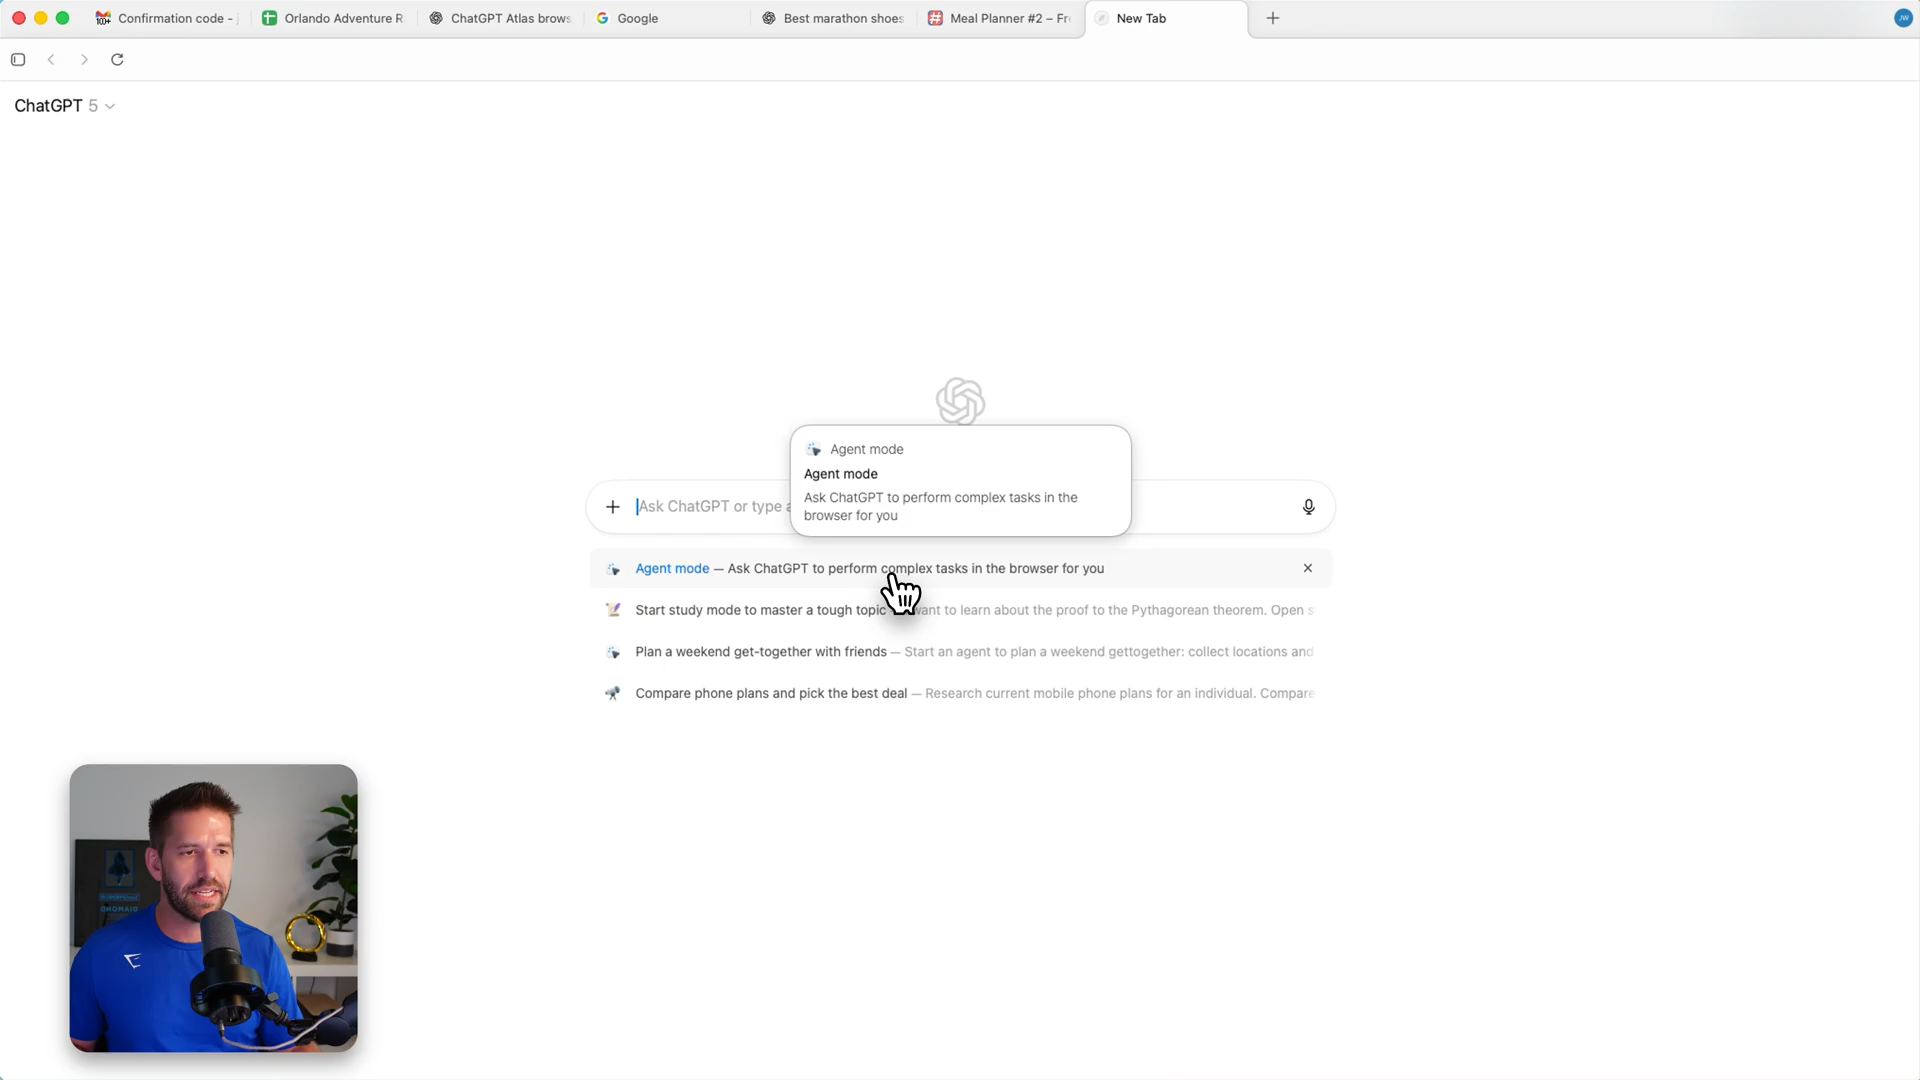 Confirmation code -
Orlando Adventure R
ChatGPT Atlas brows
Google
Best marathon shoes
Meal Planner #2 – Fr
New Tab
JW
ChatGPT 5
Agent mode
Agent mode
Ask ChatGPT to perform complex tasks in the
browser for you
Ask ChatGPT or type a
Agent mode — Ask ChatGPT to perform complex tasks in the browser for you
Start study mode to master a tough topic want to learn about the proof to the Pythagorean theorem. Open s
Plan a weekend get-together with friends — Start an agent to plan a weekend gettogether: collect locations and
Compare phone plans and pick the best deal — Research current mobile phone plans for an individual. Compare